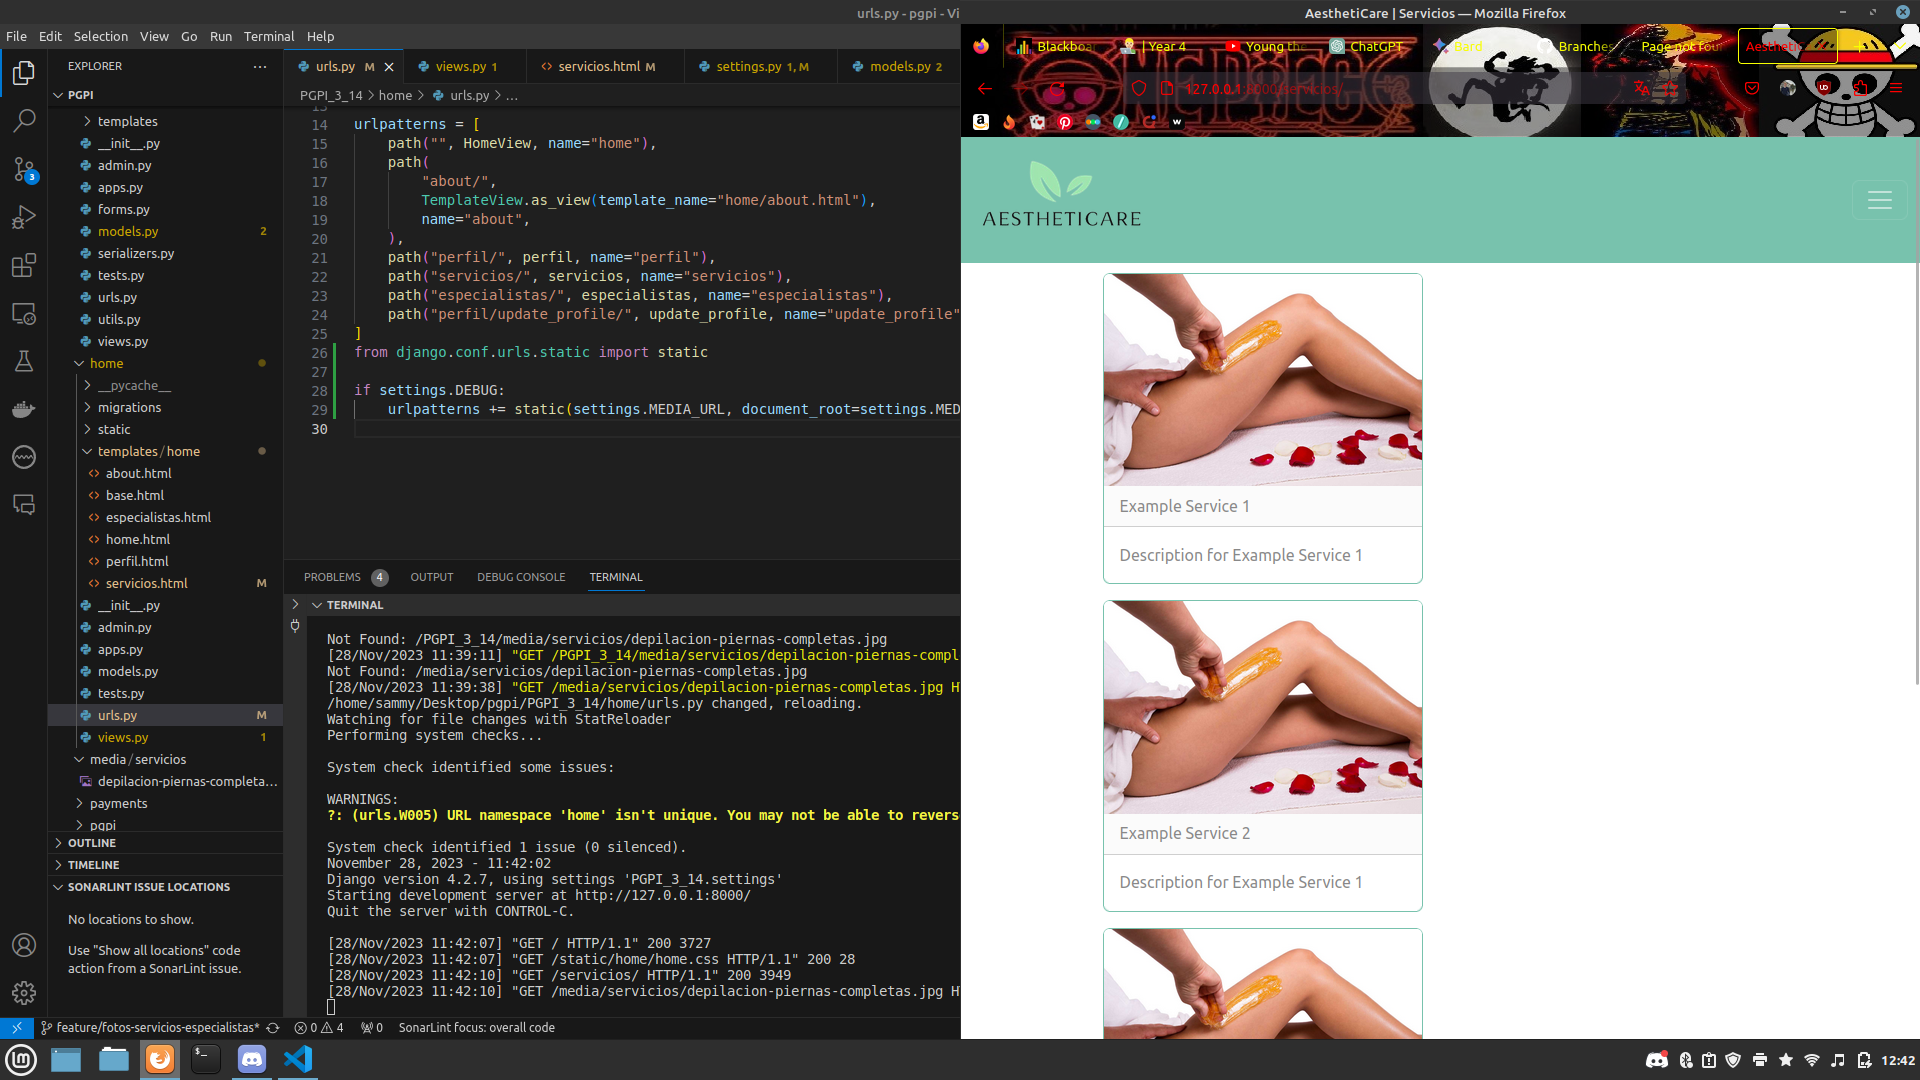 urls.py - pgpi - Vi
File Edit Selection View Go Run Terminal Help
EXPLORER
PGPI
templates
__init__.py
admin.py
apps.py
forms.py
models.py 2
serializers.py
tests.py
urls.py
utils.py
views.py
home
__pycache__
migrations
static
templates/home
about.html
base.html
especialistas.html
home.html
perfil.html
servicios.html M
__init__.py
admin.py
apps.py
models.py
tests.py
urls.py M
views.py 1
media/servicios
depilacion-piernas-completa...
payments
pgpi
OUTLINE
TIMELINE
SONARLINT ISSUE LOCATIONS
No locations to show.
Use "Show all locations" code
action from a SonarLint issue.
urls.py M views.py 1 servicios.html M settings.py 1, M models.py 2
PGPI_3_14 > home > urls.py > ...
13
14 urlpatterns = [
15 path("", HomeView, name="home"),
16 path(
17 "about/",
18 TemplateView.as_view(template_name="home/about.html"),
19 name="about",
20 ),
21 path("perfil/", perfil, name="perfil"),
22 path("servicios/", servicios, name="servicios"),
23 path("especialistas/", especialistas, name="especialistas"),
24 path("perfil/update_profile/", update_profile, name="update_profile"
25 ]
26 from django.conf.urls.static import static
27
28 if settings.DEBUG:
29 urlpatterns += static(settings.MEDIA_URL, document_root=settings.MED
30
PROBLEMS 4 OUTPUT DEBUG CONSOLE TERMINAL
TERMINAL
Not Found: /PGPI_3_14/media/servicios/depilacion-piernas-completas.jpg
[28/Nov/2023 11:39:11] "GET /PGPI_3_14/media/servicios/depilacion-piernas-compl
Not Found: /media/servicios/depilacion-piernas-completas.jpg
[28/Nov/2023 11:39:38] "GET /media/servicios/depilacion-piernas-completas.jpg H
/home/sammy/Desktop/pgpi/PGPI_3_14/home/urls.py changed, reloading.
Watching for file changes with StatReloader
Performing system checks...
System check identified some issues:
WARNINGS:
?: (urls.W005) URL namespace 'home' isn't unique. You may not be able to revers
System check identified 1 issue (0 silenced).
November 28, 2023 - 11:42:02
Django version 4.2.7, using settings 'PGPI_3_14.settings'
Starting development server at http://127.0.0.1:8000/
Quit the server with CONTROL-C.
[28/Nov/2023 11:42:07] "GET / HTTP/1.1" 200 3727
[28/Nov/2023 11:42:07] "GET /static/home/home.css HTTP/1.1" 200 28
[28/Nov/2023 11:42:10] "GET /servicios/ HTTP/1.1" 200 3949
[28/Nov/2023 11:42:10] "GET /media/servicios/depilacion-piernas-completas.jpg H
feature/fotos-servicios-especialistas* 0 4 0 SonarLint focus: overall code
AesthetiCare | Servicios — Mozilla Firefox
Blackboar | Year 4 Young the ChatGPT Bard Branches Page not foun Aestheti
127.0.0.1:8000/servicios/
AESTHETICARE
Example Service 1
Description for Example Service 1
Example Service 2
Description for Example Service 1
12:42